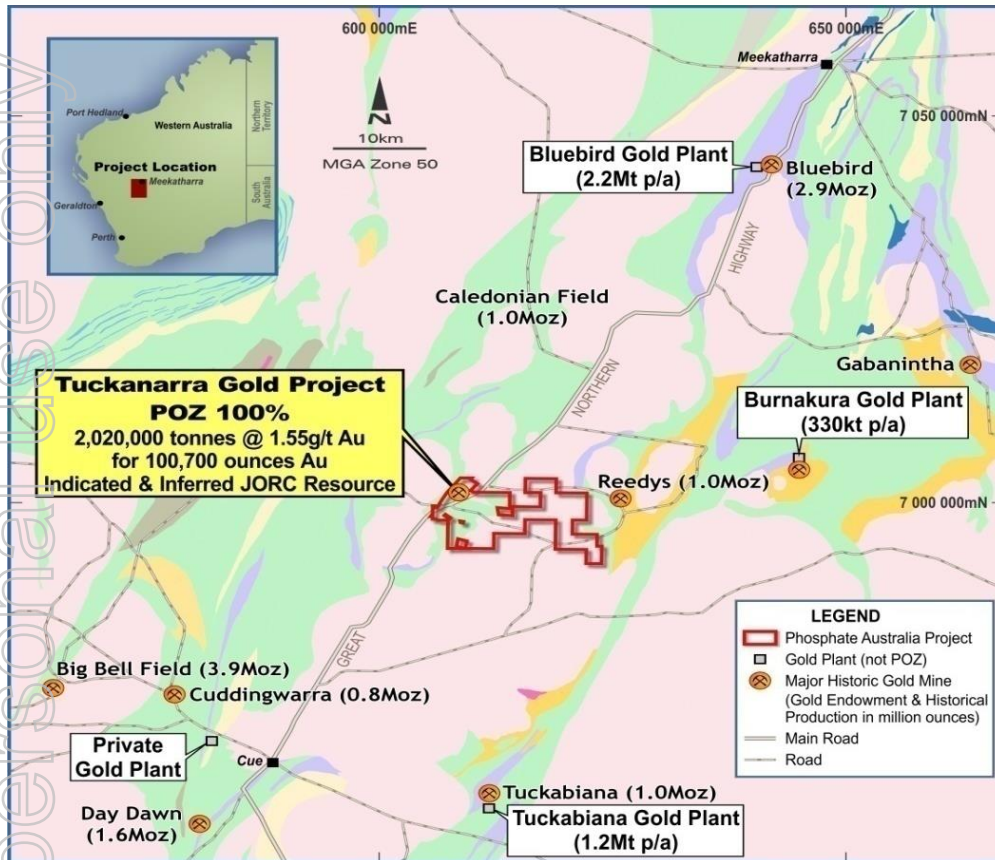 For personal use only
600 000mE
650 000mE
Meekatharra
7 050 000mN
Port Hedland
Western Australia
Northern
Territory
Project Location
Meekatharra
Geraldton
South
Australia
Perth
N
10km
MGA Zone 50
Bluebird Gold Plant
(2.2Mt p/a)
Bluebird
(2.9Moz)
HIGHWAY
Caledonian Field
(1.0Moz)
NORTHERN
Gabanintha
Tuckanarra Gold Project
POZ 100%
2,020,000 tonnes @ 1.55g/t Au
for 100,700 ounces Au
Indicated & Inferred JORC Resource
Burnakura Gold Plant
(330kt p/a)
Reedys (1.0Moz)
7 000 000mN
GREAT
Big Bell Field (3.9Moz)
Cuddingwarra (0.8Moz)
Private
Gold Plant
Cue
Day Dawn
(1.6Moz)
Tuckabiana (1.0Moz)
Tuckabiana Gold Plant
(1.2Mt p/a)
LEGEND
Phosphate Australia Project
Gold Plant (not POZ)
Major Historic Gold Mine
(Gold Endowment & Historical
Production in million ounces)
Main Road
Road